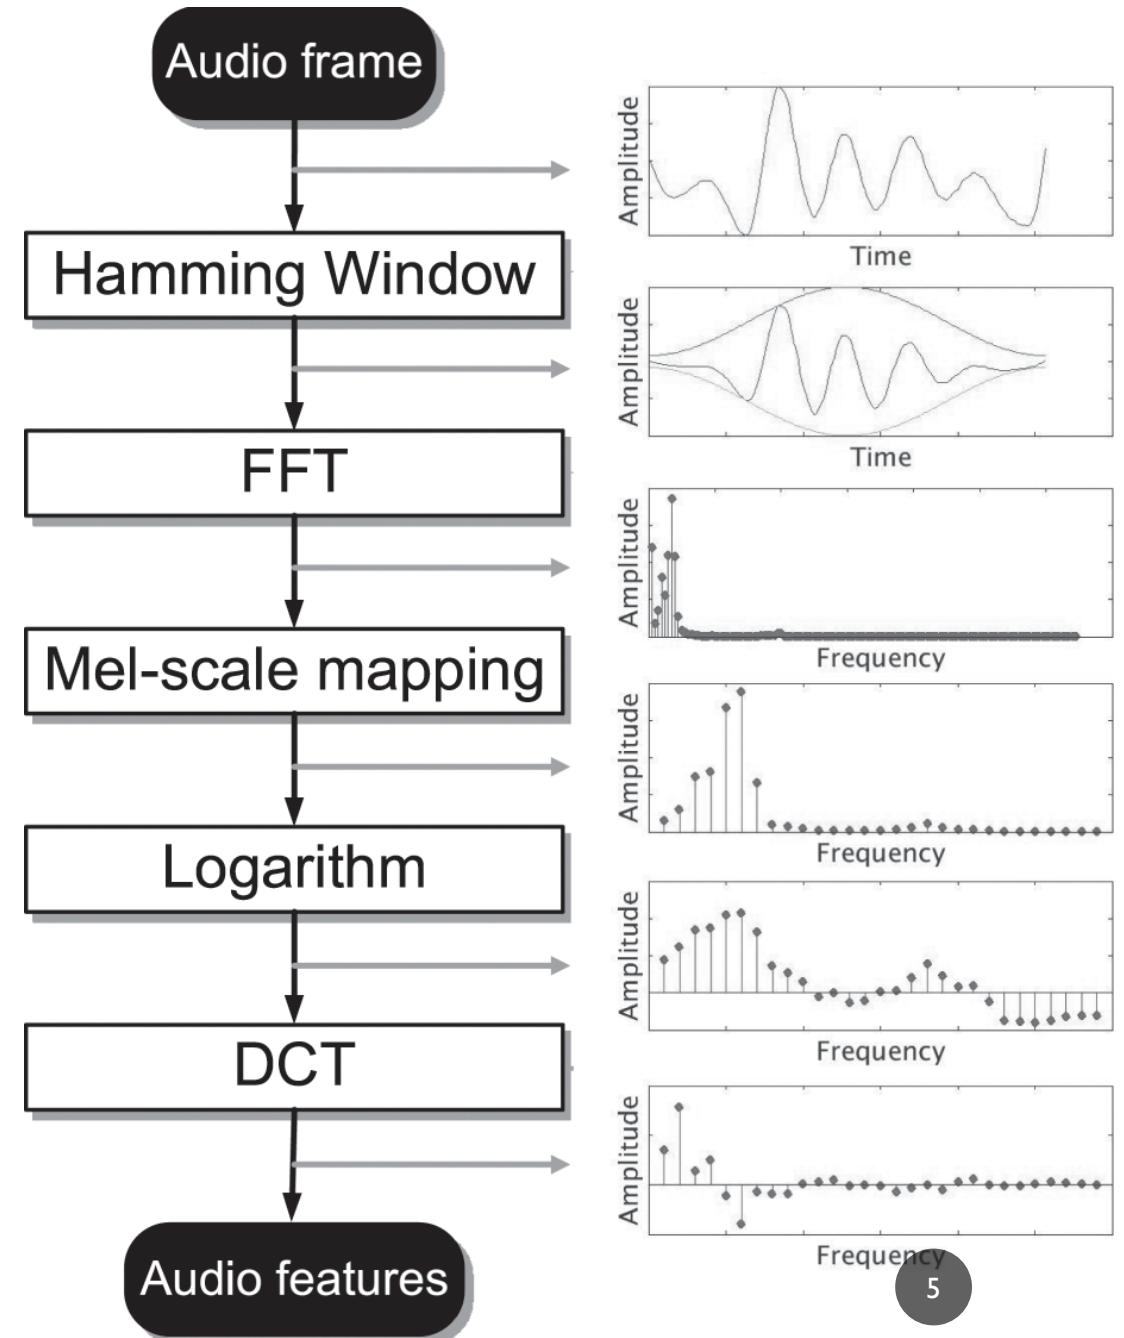 Audio frame
Amplitude
Time
Hamming Window
Amplitude
Time
FFT
Amplitude
Frequency
Mel-scale mapping
Amplitude
Frequency
Logarithm
Amplitude
Frequency
DCT
Amplitude
Frequency
Audio features
5